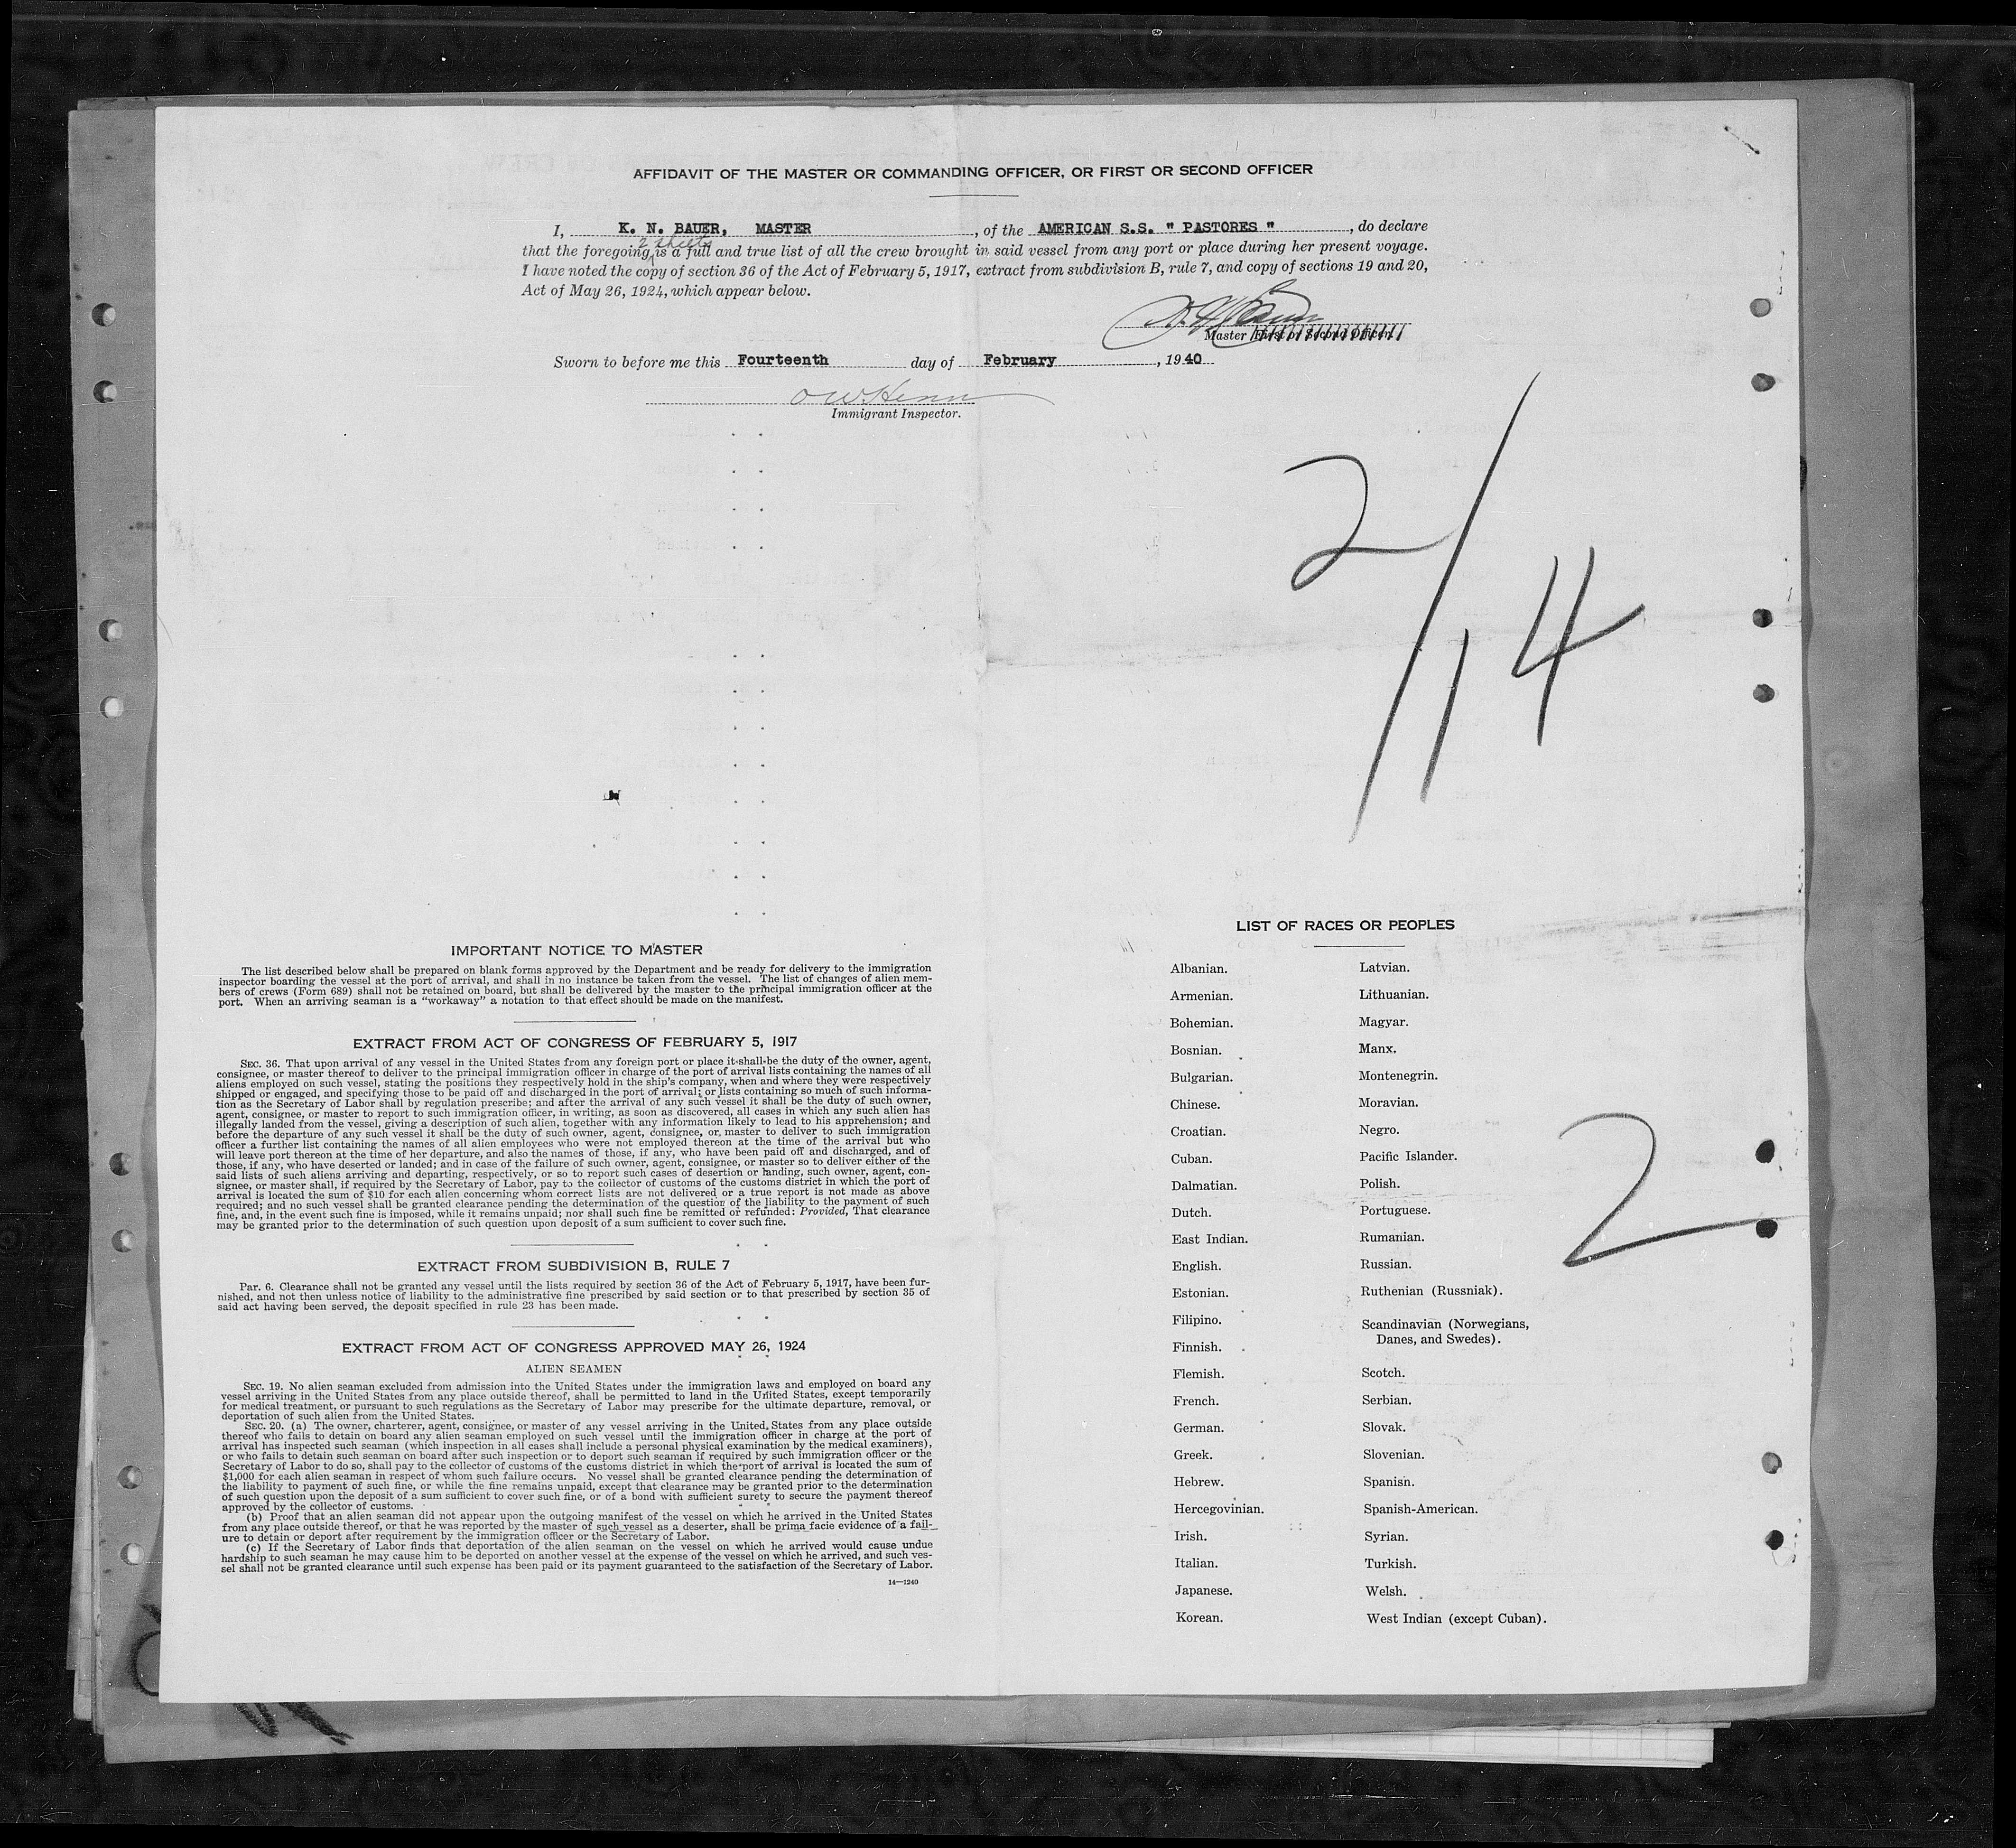 AFFIDAVIT OF THE MASTER OR COMMANDING OFFICER, OR FIRST OR SECOND OFFICER
I, K. N. BAUER, MASTER, of the AMERICAN S.S. " PASTORES ", do declare
2 sheets
that the foregoing is a full and true list of all the crew brought in said vessel from any port or place during her present voyage.
I have noted the copy of section 36 of the Act of February 5, 1917, extract from subdivision B, rule 7, and copy of sections 19 and 20,
Act of May 26, 1924, which appear below.
Master First or Second Officer.
Sworn to before me this Fourteenth day of February, 1940
Immigrant Inspector.
2/14
IMPORTANT NOTICE TO MASTER
The list described below shall be prepared on blank forms approved by the Department and be ready for delivery to the immigration
inspector boarding the vessel at the port of arrival, and shall in no instance be taken from the vessel. The list of changes of alien mem-
bers of crews (Form 689) shall not be retained on board, but shall be delivered by the master to the principal immigration officer at the
port. When an arriving seaman is a "workaway" a notation to that effect should be made on the manifest.
EXTRACT FROM ACT OF CONGRESS OF FEBRUARY 5, 1917
SEC. 36. That upon arrival of any vessel in the United States from any foreign port or place it shall be the duty of the owner, agent,
consignee, or master thereof to deliver to the principal immigration officer in charge of the port of arrival lists containing the names of all
aliens employed on such vessel, stating the positions they respectively hold in the ship's company, when and where they were respectively
shipped or engaged, and specifying those to be paid off and discharged in the port of arrival; or lists containing so much of such informa-
tion as the Secretary of Labor shall by regulation prescribe; and after the arrival of any such vessel it shall be the duty of such owner,
agent, consignee, or master to report to such immigration officer, in writing, as soon as discovered, all cases in which any such alien has
illegally landed from the vessel, giving a description of such alien, together with any information likely to lead to his apprehension; and
before the departure of any such vessel it shall be the duty of such owner, agent, consignee, or master to deliver to such immigration
officer a further list containing the names of all alien employees who were not employed thereon at the time of the arrival but who
will leave port thereon at the time of her departure, and also the names of those, if any, who have been paid off and discharged, and of
those, if any, who have deserted or landed; and in case of the failure of such owner, agent, consignee, or master so to deliver either of the
said lists of such aliens arriving and departing, respectively, or so to report such cases of desertion or landing, such owner, agent, con-
signee, or master shall, if required by the Secretary of Labor, pay to the collector of customs of the customs district in which the port of
arrival is located the sum of $10 for each alien concerning whom correct lists are not delivered or a true report is not made as above
required; and no such vessel shall be granted clearance pending the determination of the question of the liability to the payment of such
fine, and, in the event such fine is imposed, while it remains unpaid; nor shall such fine be remitted or refunded: Provided, That clearance
may be granted prior to the determination of such question upon deposit of a sum sufficient to cover such fine.
EXTRACT FROM SUBDIVISION B, RULE 7
Par. 6. Clearance shall not be granted any vessel until the lists required by section 36 of the Act of February 5, 1917, have been fur-
nished, and not then unless notice of liability to the administrative fine prescribed by said section or to that prescribed by section 35 of
said act having been served, the deposit specified in rule 23 has been made.
EXTRACT FROM ACT OF CONGRESS APPROVED MAY 26, 1924
ALIEN SEAMEN
SEC. 19. No alien seaman excluded from admission into the United States under the immigration laws and employed on board any
vessel arriving in the United States from any place outside thereof, shall be permitted to land in the United States, except temporarily
for medical treatment, or pursuant to such regulations as the Secretary of Labor may prescribe for the ultimate departure, removal, or
deportation of such alien from the United States.
SEC. 20. (a) The owner, charterer, agent, consignee, or master of any vessel arriving in the United States from any place outside
thereof who fails to detain on board any alien seaman employed on such vessel until the immigration officer in charge at the port of
arrival has inspected such seaman (which inspection in all cases shall include a personal physical examination by the medical examiners),
or who fails to detain such seaman on board after such inspection or to deport such seaman if required by such immigration officer or the
Secretary of Labor to do so, shall pay to the collector of customs of the customs district in which the port of arrival is located the sum of
$1,000 for each alien seaman in respect of whom such failure occurs. No vessel shall be granted clearance pending the determination of
the liability to payment of such fine, or while the fine remains unpaid, except that clearance may be granted prior to the determination
of such question upon the deposit of a sum sufficient to cover such fine, or of a bond with sufficient surety to secure the payment thereof
approved by the collector of customs.
(b) Proof that an alien seaman did not appear upon the outgoing manifest of the vessel on which he arrived in the United States
from any place outside thereof, or that he was reported by the master of such vessel as a deserter, shall be prima facie evidence of a fail-
ure to detain or deport after requirement by the immigration officer or the Secretary of Labor.
(c) If the Secretary of Labor finds that deportation of the alien seaman on the vessel on which he arrived would cause undue
hardship to such seaman he may cause him to be deported on another vessel at the expense of the vessel on which he arrived, and such ves-
sel shall not be granted clearance until such expense has been paid or its payment guaranteed to the satisfaction of the Secretary of Labor.
14—1240
LIST OF RACES OR PEOPLES
Albanian.
Armenian.
Bohemian.
Bosnian.
Bulgarian.
Chinese.
Croatian.
Cuban.
Dalmatian.
Dutch.
East Indian.
English.
Estonian.
Filipino.
Finnish.
Flemish.
French.
German.
Greek.
Hebrew.
Hercegovinian.
Irish.
Italian.
Japanese.
Korean.
Latvian.
Lithuanian.
Magyar.
Manx.
Montenegrin.
Moravian.
Negro.
Pacific Islander.
Polish.
Portuguese.
Rumanian.
Russian.
Ruthenian (Russniak).
Scandinavian (Norwegians,
Danes, and Swedes).
Scotch.
Serbian.
Slovak.
Slovenian.
Spanish.
Spanish-American.
Syrian.
Turkish.
Welsh.
West Indian (except Cuban).
2